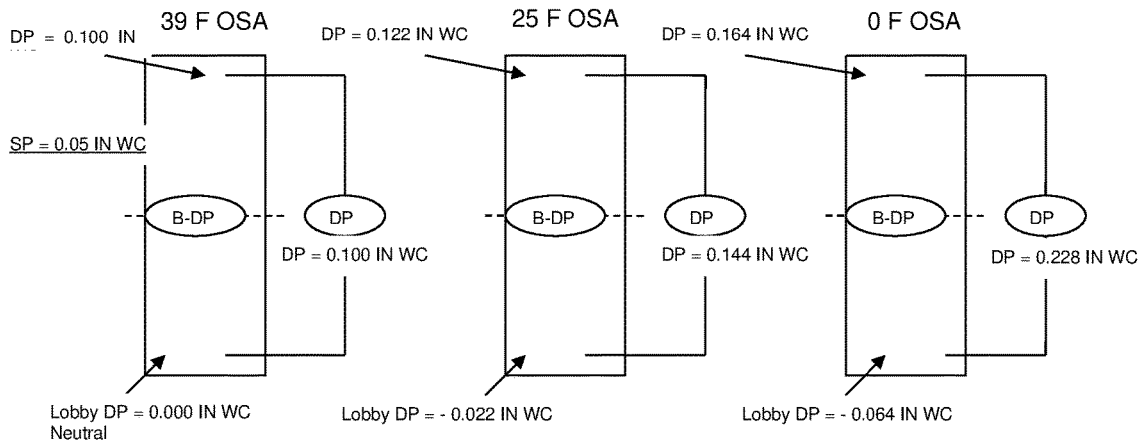 39 F OSA
DP = 0.100 IN
SP = 0.05 IN WC
B-DP
DP
DP = 0.100 IN WC
Lobby DP = 0.000 IN WC
Neutral
25 F OSA
DP = 0.122 IN WC
B-DP
DP
DP = 0.144 IN WC
Lobby DP = - 0.022 IN WC
0 F OSA
DP = 0.164 IN WC
B-DP
DP
DP = 0.228 IN WC
Lobby DP = - 0.064 IN WC